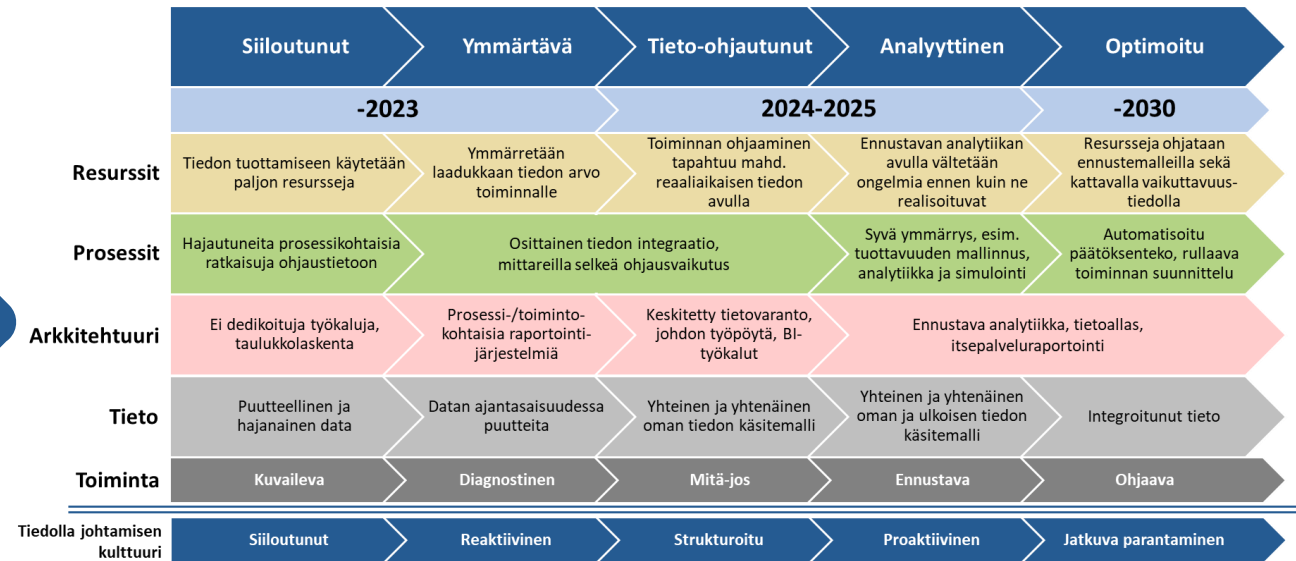 Siiloutunut
Ymmärtävä
Tieto-ohjautunut
Analyyttinen
Optimoitu
-2023
2024-2025
-2030
Resurssit
Tiedon tuottamiseen käytetään
paljon resursseja
Ymmärretään
laadukkaan tiedon arvo
toiminnalle
Toiminnan ohjaaminen
tapahtuu mahd.
reaaliaikaisen tiedon
avulla
Ennustavan analytiikan
avulla vältetään
ongelmia ennen kuin ne
realisoituvat
Resursseja ohjataan
ennustemalleilla sekä
kattavalla vaikuttavuus-
tiedolla
Prosessit
Hajautuneita prosessikohtaisia
ratkaisuja ohjaustietoon
Osittainen tiedon integraatio,
mittareilla selkeä ohjausvaikutus
Syvä ymmärrys, esim.
tuottavuuden mallinnus,
analytiikka ja simulointi
Automatisoitu
päätöksenteko, rullaava
toiminnan suunnittelu
Arkkitehtuuri
Ei dedikoituja työkaluja,
taulukkolaskenta
Prosessi-/toiminto-
kohtaisia raportointi-
järjestelmiä
Keskitetty tietovaranto,
johdon työpöytä, BI-
työkalut
Ennustava analytiikka, tietoallas,
itsepalveluraportointi
Tieto
Puutteellinen ja
hajanainen data
Datan ajantasaisuudessa
puutteita
Yhteinen ja yhtenäinen
oman tiedon käsitemalli
Yhteinen ja yhtenäinen
oman ja ulkoisen tiedon
käsitemalli
Integroitunut tieto
Toiminta
Kuvaileva
Diagnostinen
Mitä-jos
Ennustava
Ohjaava
Tiedolla johtamisen
kulttuuri
Siiloutunut
Reaktiivinen
Strukturoitu
Proaktiivinen
Jatkuva parantaminen